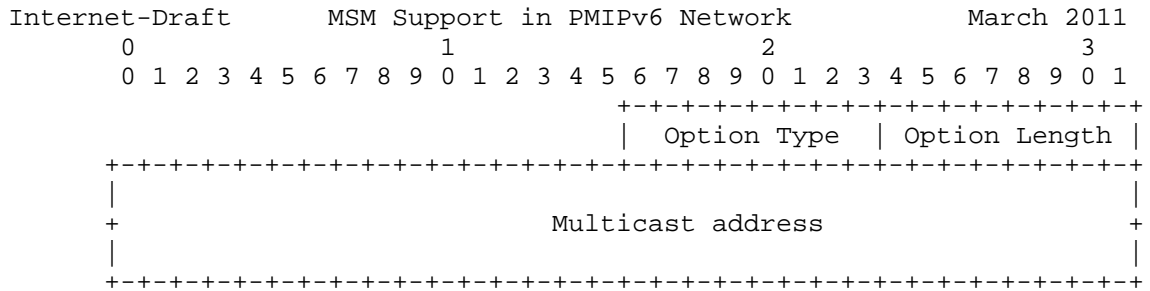 Internet-Draft      MSM Support in PMIPv6 Network           March 2011
       0                   1                   2                   3
       0 1 2 3 4 5 6 7 8 9 0 1 2 3 4 5 6 7 8 9 0 1 2 3 4 5 6 7 8 9 0 1
                                      +-+-+-+-+-+-+-+-+-+-+-+-+-+-+-+-+
                                      |  Option Type  | Option Length |
      +-+-+-+-+-+-+-+-+-+-+-+-+-+-+-+-+-+-+-+-+-+-+-+-+-+-+-+-+-+-+-+-+
      |                                                               |
      +                           Multicast address                   +
      |                                                               |
      +-+-+-+-+-+-+-+-+-+-+-+-+-+-+-+-+-+-+-+-+-+-+-+-+-+-+-+-+-+-+-+-+